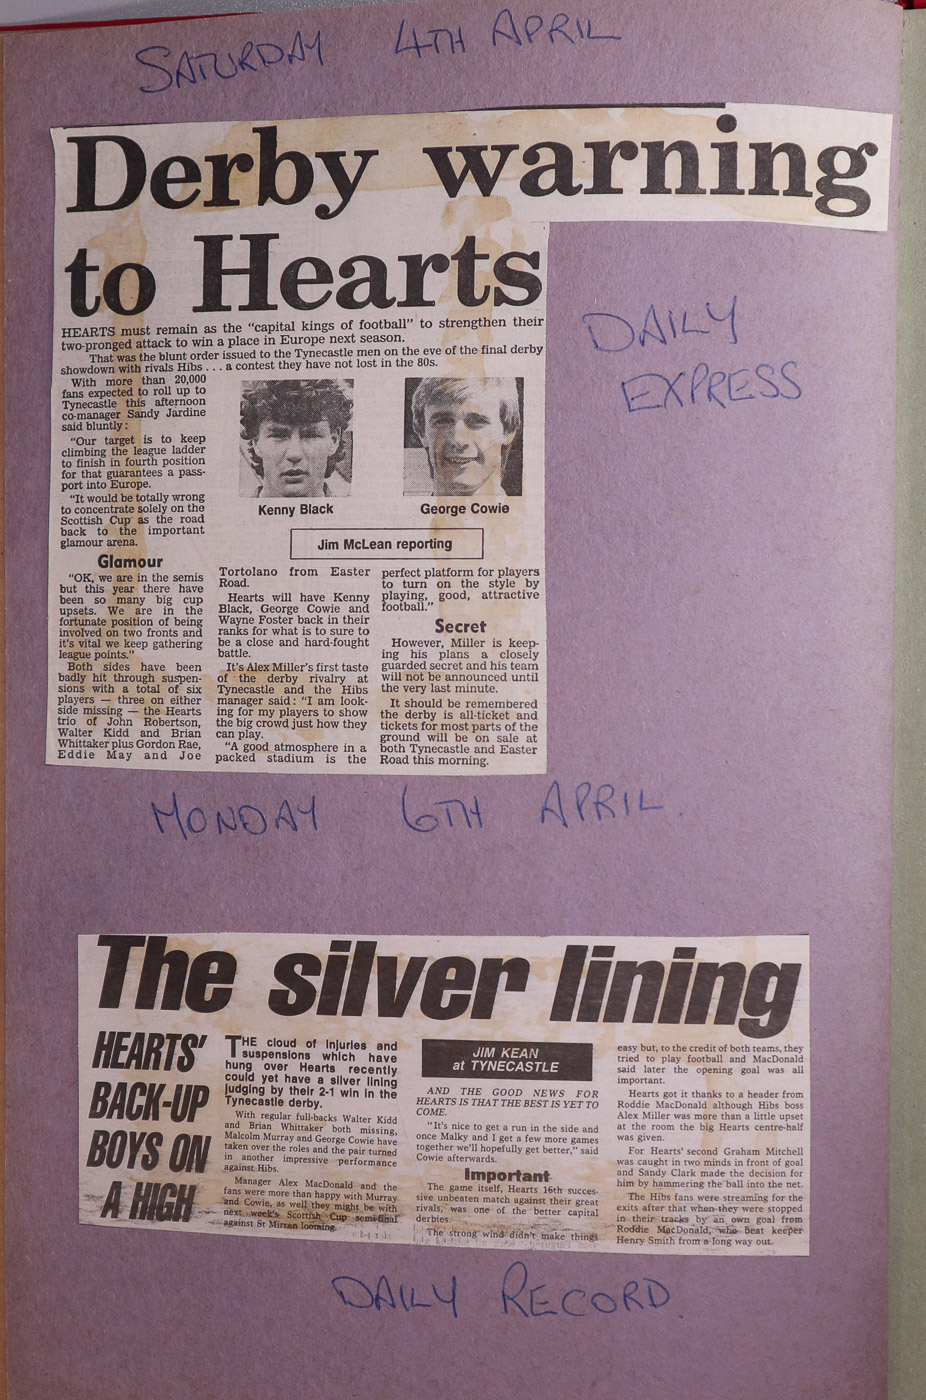 SATURDAY 4TH APRIL
Derby warning
to Hearts
DAILY
EXPRESS
HEARTS must remain as the "capital kings of football" to strengthen their
two-pronged attack to win a place in Europe next season.
That was the blunt order issued to the Tynecastle men on the eve of the final derby
showdown with rivals Hibs . . . a contest they have not lost in the 80s.
With more than 20,000
fans expected to roll up to
Tynecastle this afternoon
co-manager Sandy Jardine
said bluntly:
"Our target is to keep
climbing the league ladder
to finish in fourth position
for that guarantees a pass-
port into Europe.
"It would be totally wrong
to concentrate solely on the
Scottish Cup as the road
back to the important
glamour arena.
Glamour
"OK, we are in the semis
but this year there have
been so many big cup
upsets. We are in the
fortunate position of being
involved on two fronts and
it's vital we keep gathering
league points."
Both sides have been
badly hit through suspen-
sions with a total of six
players — three on either
side missing — the Hearts
trio of John Robertson,
Walter Kidd and Brian
Whittaker plus Gordon Rae,
Eddie May and Joe
Kenny Black
George Cowie
Jim McLean reporting
Tortolano from Easter
Road.
Hearts will have Kenny
Black, George Cowie and
Wayne Foster back in their
ranks for what is to sure to
be a close and hard-fought
battle.
It's Alex Miller's first taste
of the derby rivalry at
Tynecastle and the Hibs
manager said: "I am look-
ing for my players to show
the big crowd just how they
can play.
"A good atmosphere in a
packed stadium is the
perfect platform for players
to turn on the style by
playing, good, attractive
football."
Secret
However, Miller is keep-
ing his plans a closely
guarded secret and his team
will not be announced until
the very last minute.
It should be remembered
the derby is all-ticket and
tickets for most parts of the
ground will be on sale at
both Tynecastle and Easter
Road this morning.
MONDAY 6TH APRIL
The silver lining
HEARTS'
BACK-UP
BOYS ON
A HIGH
THE cloud of injuries and
suspensions which have
hung over Hearts recently
could yet have a silver lining
judging by their 2-1 win in the
Tynecastle derby.
With regular full-backs Walter Kidd
and Brian Whittaker both missing,
Malcolm Murray and George Cowie have
taken over the roles and the pair turned
in another impressive performance
against Hibs.
Manager Alex MacDonald and the
fans were more than happy with Murray
and Cowie, as well they might be with
next week's Scottish Cup semi-final
against St Mirren looming.
JIM KEAN
at TYNECASTLE
AND THE GOOD NEWS FOR
HEARTS IS THAT THE BEST IS YET TO
COME.
"It's nice to get a run in the side and
once Malky and I get a few more games
together we'll hopefully get better," said
Cowie afterwards.
Important
The game itself, Hearts 16th succes-
sive unbeaten match against their great
rivals, was one of the better capital
derbies.
The strong wind didn't make things
easy but, to the credit of both teams, they
tried to play football and MacDonald
said later the opening goal was all
important.
Hearts got it thanks to a header from
Roddie MacDonald although Hibs boss
Alex Miller was more than a little upset
at the room the big Hearts centre-half
was given.
For Hearts' second Graham Mitchell
was caught in two minds in front of goal
and Sandy Clark made the decision for
him by hammering the ball into the net.
The Hibs fans were streaming for the
exits after that when they were stopped
in their tracks by an own goal from
Roddie MacDonald, who beat keeper
Henry Smith from a long way out.
DAILY RECORD.